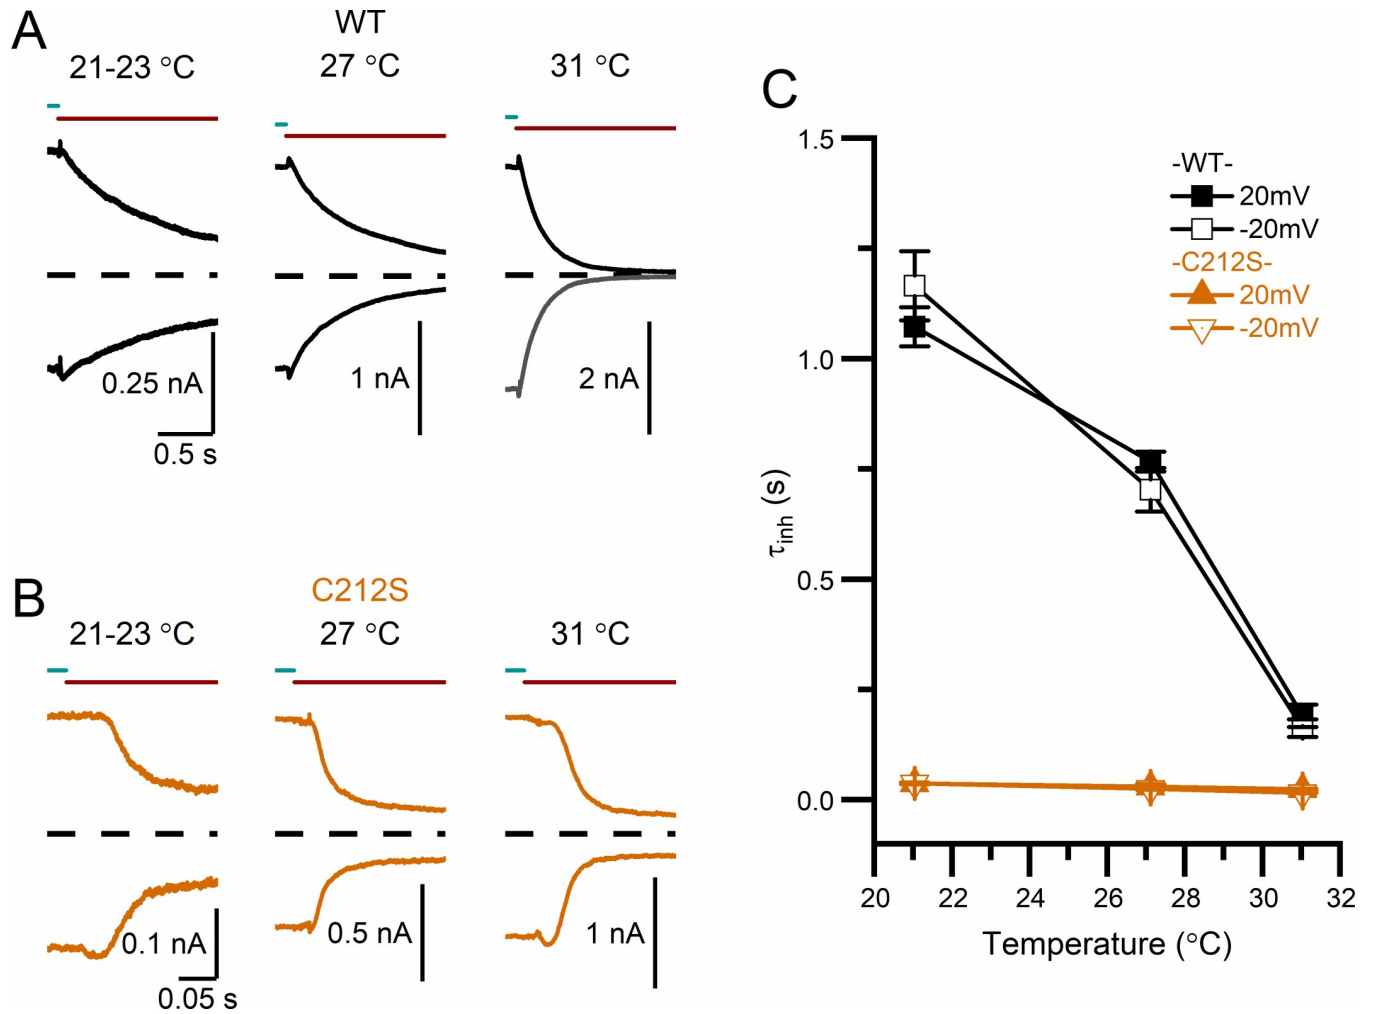 A
WT
21-23 °C
27 °C
31 °C
0.25 nA
1 nA
2 nA
0.5 s
B
C212S
21-23 °C
27 °C
31 °C
0.1 nA
0.5 nA
1 nA
0.05 s
C
1.5
1.0
0.5
0.0
τinh (s)
-WT-
20mV
-20mV
-C212S-
20mV
-20mV
20 22 24 26 28 30 32
Temperature (°C)